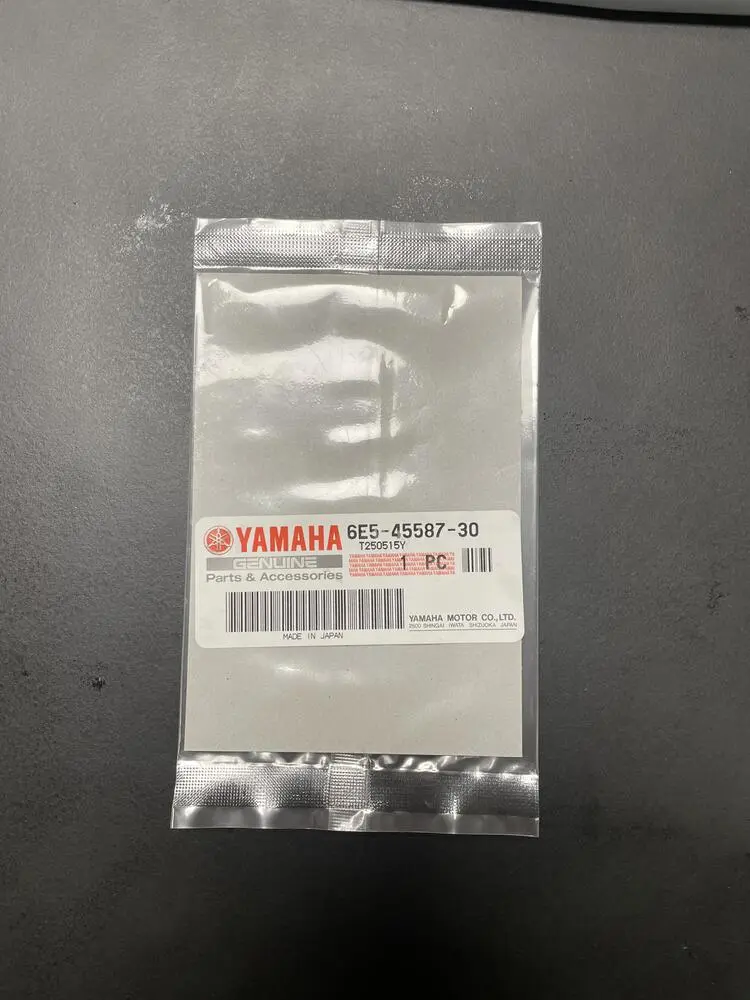 YAMAHA
GENUINE
Parts & Accessories
6E5-45587-30
T250515Y
1 PC
MADE IN JAPAN
YAMAHA MOTOR CO.,LTD.
2500 SHINGAI IWATA SHIZUOKA JAPAN